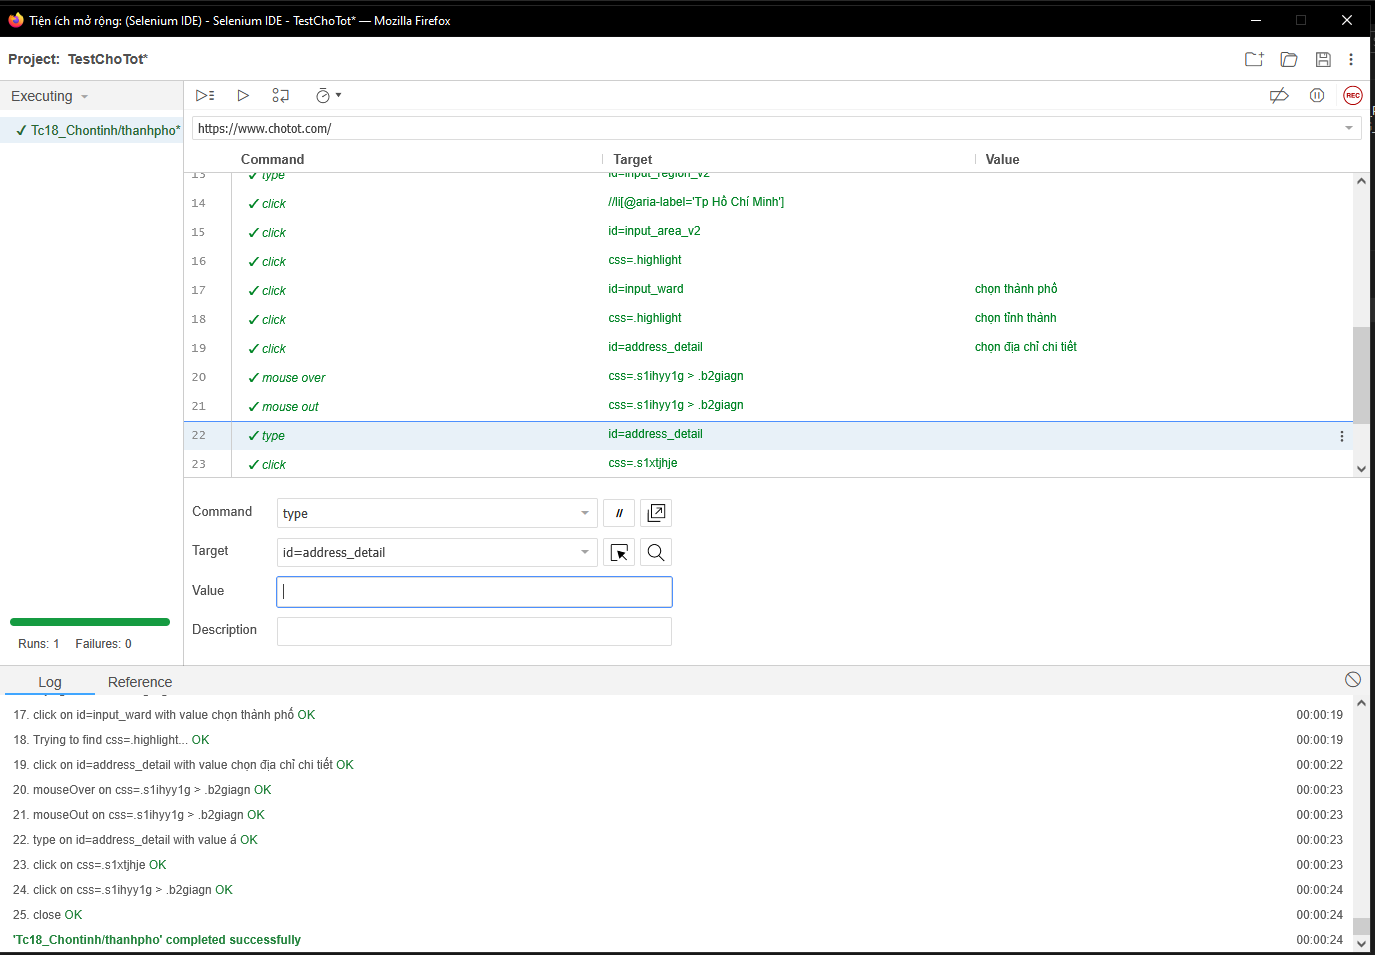 Tiện ích mở rộng: (Selenium IDE) - Selenium IDE - TestChoTot* — Mozilla Firefox
Project: TestChoTot*
Executing
✓ Tc18_Chontinh/thanhpho*
REC
https://www.chotot.com/
Command Target Value
13 ✓ type id=input_region_v2
14 ✓ click //li[@aria-label='Tp Hồ Chí Minh']
15 ✓ click id=input_area_v2
16 ✓ click css=.highlight
17 ✓ click id=input_ward chọn thành phố
18 ✓ click css=.highlight chọn tỉnh thành
19 ✓ click id=address_detail chọn địa chỉ chi tiết
20 ✓ mouse over css=.s1ihyy1g > .b2giagn
21 ✓ mouse out css=.s1ihyy1g > .b2giagn
22 ✓ type id=address_detail
23 ✓ click css=.s1xtjhje
Command type //
Target id=address_detail
Value
Description
Runs: 1 Failures: 0
Log Reference
17. click on id=input_ward with value chọn thành phố OK 00:00:19
18. Trying to find css=.highlight... OK 00:00:19
19. click on id=address_detail with value chọn địa chỉ chi tiết OK 00:00:22
20. mouseOver on css=.s1ihyy1g > .b2giagn OK 00:00:23
21. mouseOut on css=.s1ihyy1g > .b2giagn OK 00:00:23
22. type on id=address_detail with value á OK 00:00:23
23. click on css=.s1xtjhje OK 00:00:23
24. click on css=.s1ihyy1g > .b2giagn OK 00:00:24
25. close OK 00:00:24
'Tc18_Chontinh/thanhpho' completed successfully 00:00:24